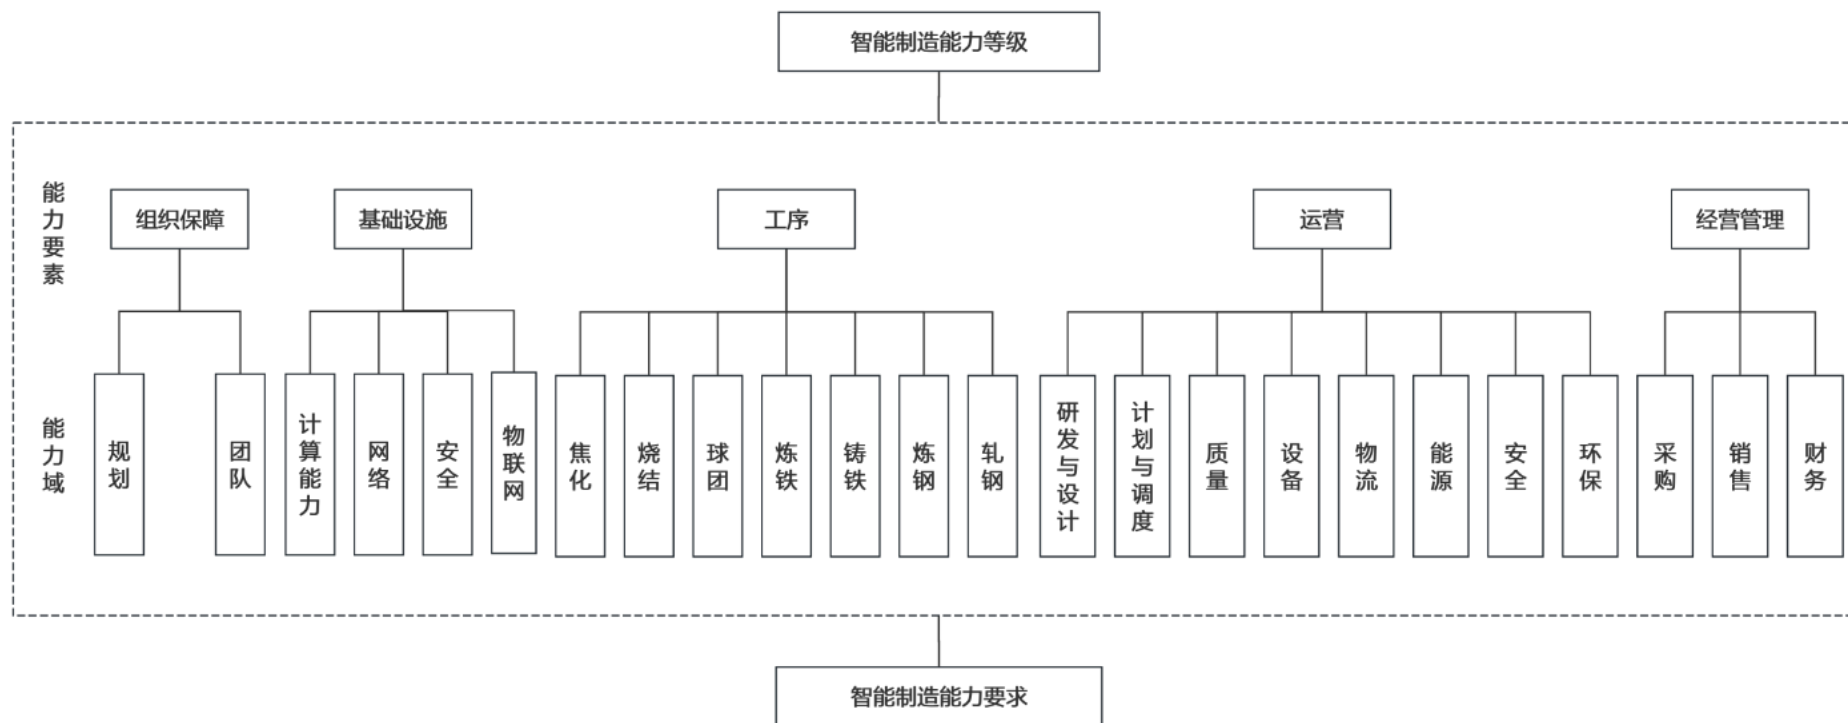 智能制造能力等级
能力要素
组织保障
基础设施
工序
运营
经营管理
能力域
规划
团队
计算能力
网络
安全
物联网
焦化
烧结
球团
炼铁
铸铁
炼钢
轧钢
研发与设计
计划与调度
质量
设备
物流
能源
安全
环保
采购
销售
财务
智能制造能力要求